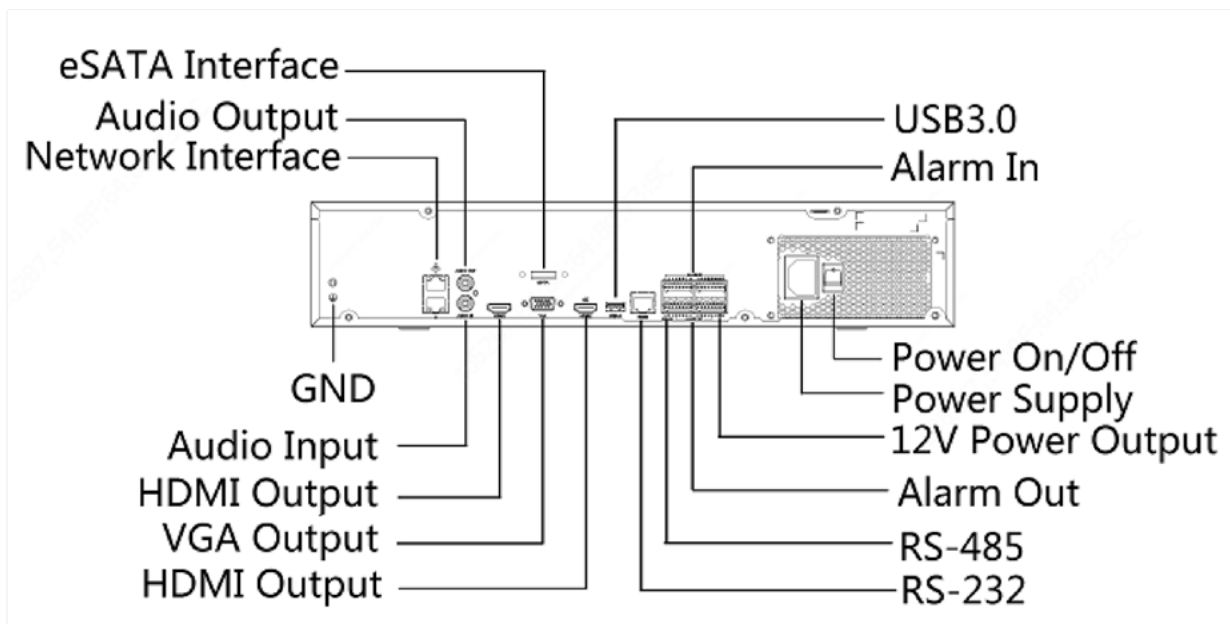 eSATA Interface
Audio Output
Network Interface
USB3.0
Alarm In
GND
Audio Input
HDMI Output
VGA Output
HDMI Output
Power On/Off
Power Supply
12V Power Output
Alarm Out
RS-485
RS-232